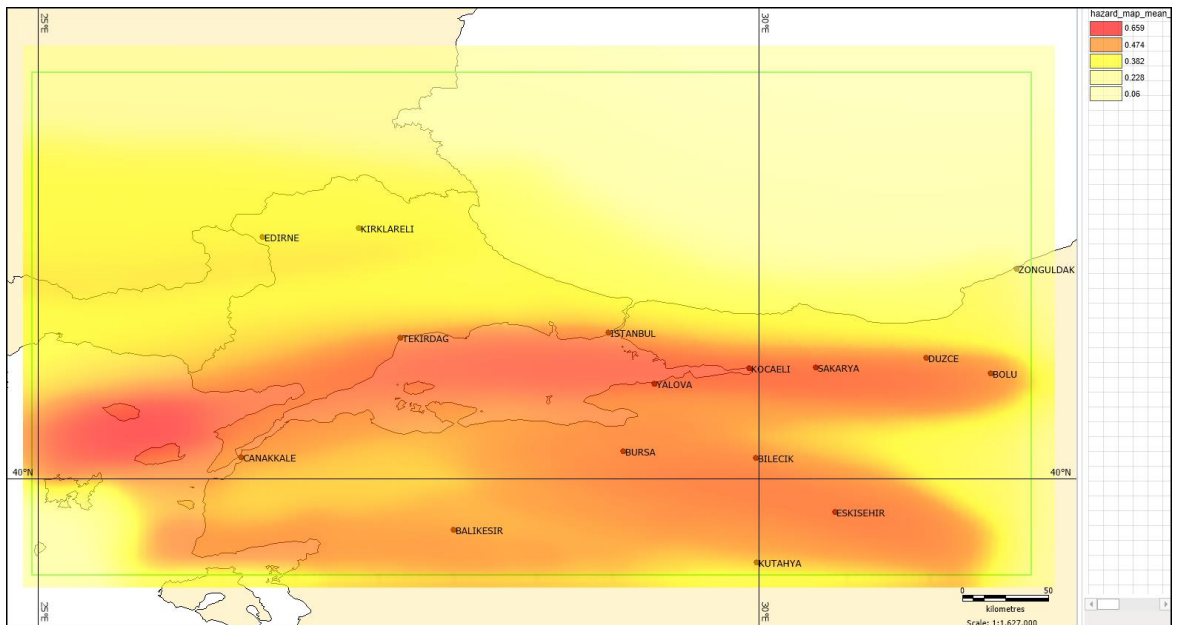 25°E
30°E
hazard_map_mean_
0.659
0.474
0.382
0.228
0.06
KIRKLARELI
EDIRNE
ZONGULDAK
ISTANBUL
TEKIRDAG
DUZCE
KOCAELI
SAKARYA
BOLU
YALOVA
BURSA
CANAKKALE
BILECIK
40°N
40°N
ESKISEHIR
BALIKESIR
KUTAHYA
0
50
kilometres
25°E
30°E
Scale: 1:1,627,000